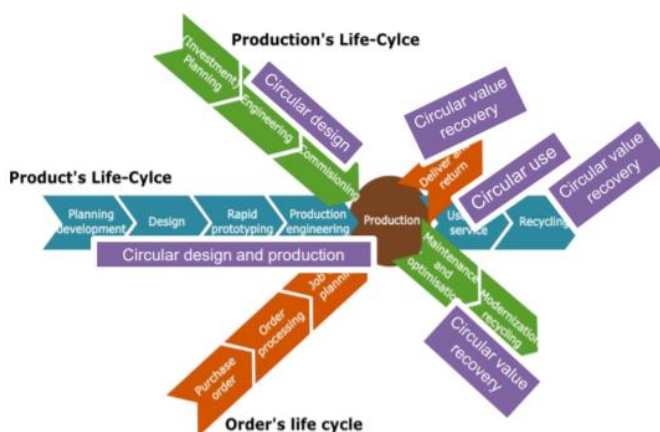 Production's Life-Cylce
(Investment)
Planning
Engineering
Commisioning
Circular design
Circular value
recovery
Deliver and
return
Circular use
Circular value
recovery
Product's Life-Cylce
Planning
development
Design
Rapid
prototyping
Production
engineering
Production
service
Recycling
Circular design and production
Job
planning
Order
processing
Purchase
order
Maintenance
and
optimisation
Modernization
recycling
Circular value
recovery
Order's life cycle